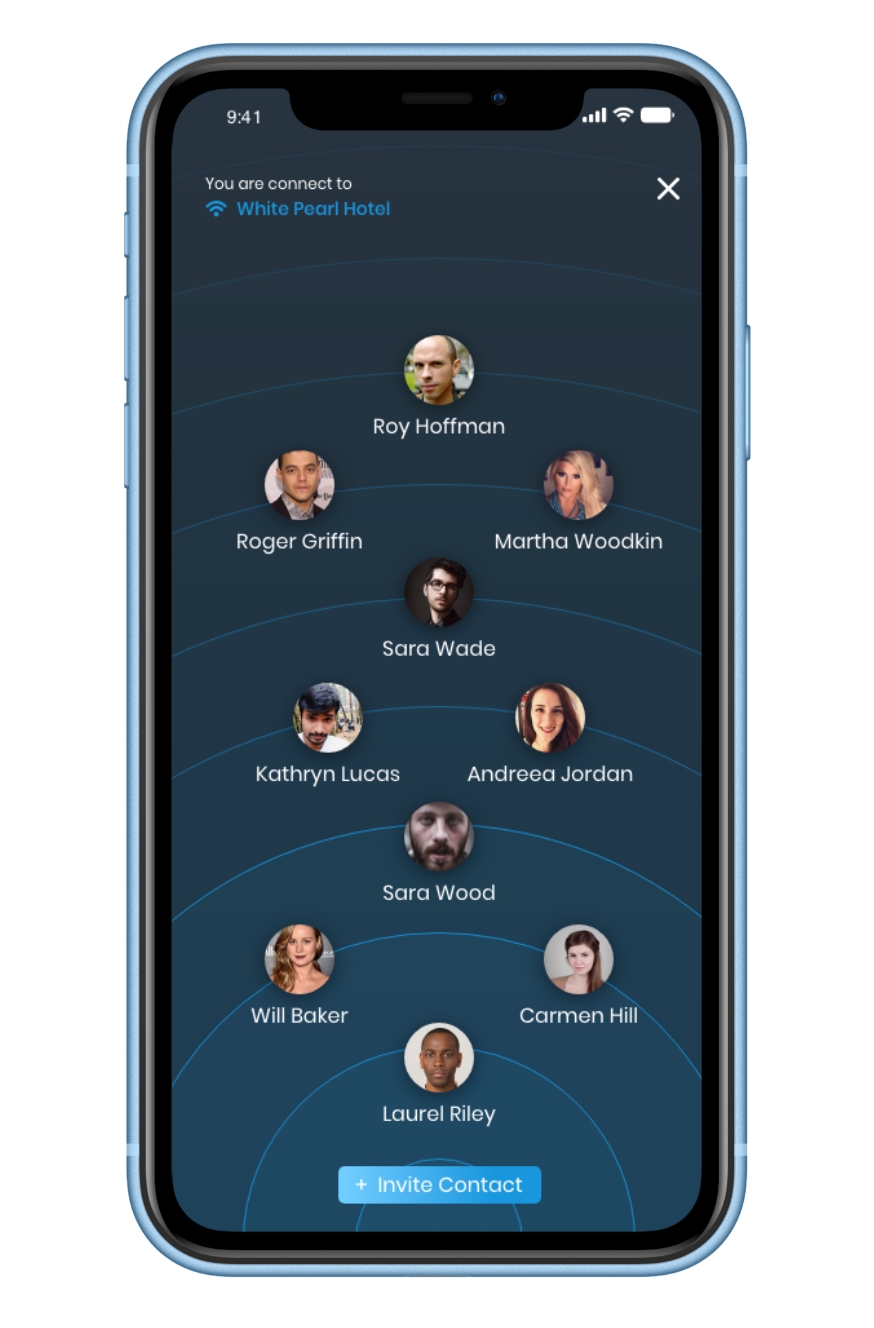 9:41
You are connect to
White Pearl Hotel
Roy Hoffman
Roger Griffin
Martha Woodkin
Sara Wade
Kathryn Lucas
Andreea Jordan
Sara Wood
Will Baker
Carmen Hill
Laurel Riley
+ Invite Contact